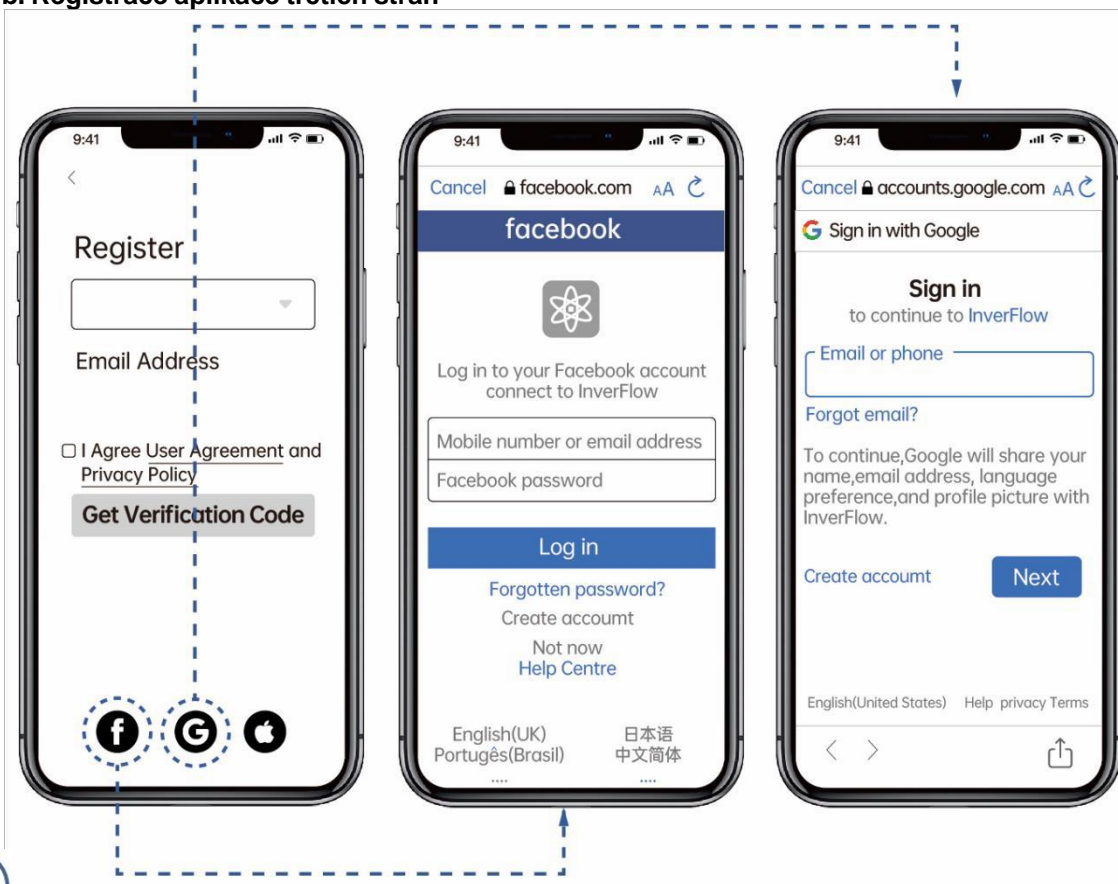 b. Registrace aplikace třetích stran
9:41
Register
Email Address
I Agree User Agreement and
Privacy Policy
Get Verification Code
9:41
Cancel facebook.com AA
facebook
Log in to your Facebook account
connect to InverFlow
Mobile number or email address
Facebook password
Log in
Forgotten password?
Create accoumt
Not now
Help Centre
English(UK) 日本语
Portugês(Brasil) 中文简体
.... ....
9:41
Cancel accounts.google.com AA
G Sign in with Google
Sign in
to continue to InverFlow
Email or phone
Forgot email?
To continue,Google will share your
name,email address, language
preference,and profile picture with
InverFlow.
Create accoumt Next
English(United States) Help privacy Terms